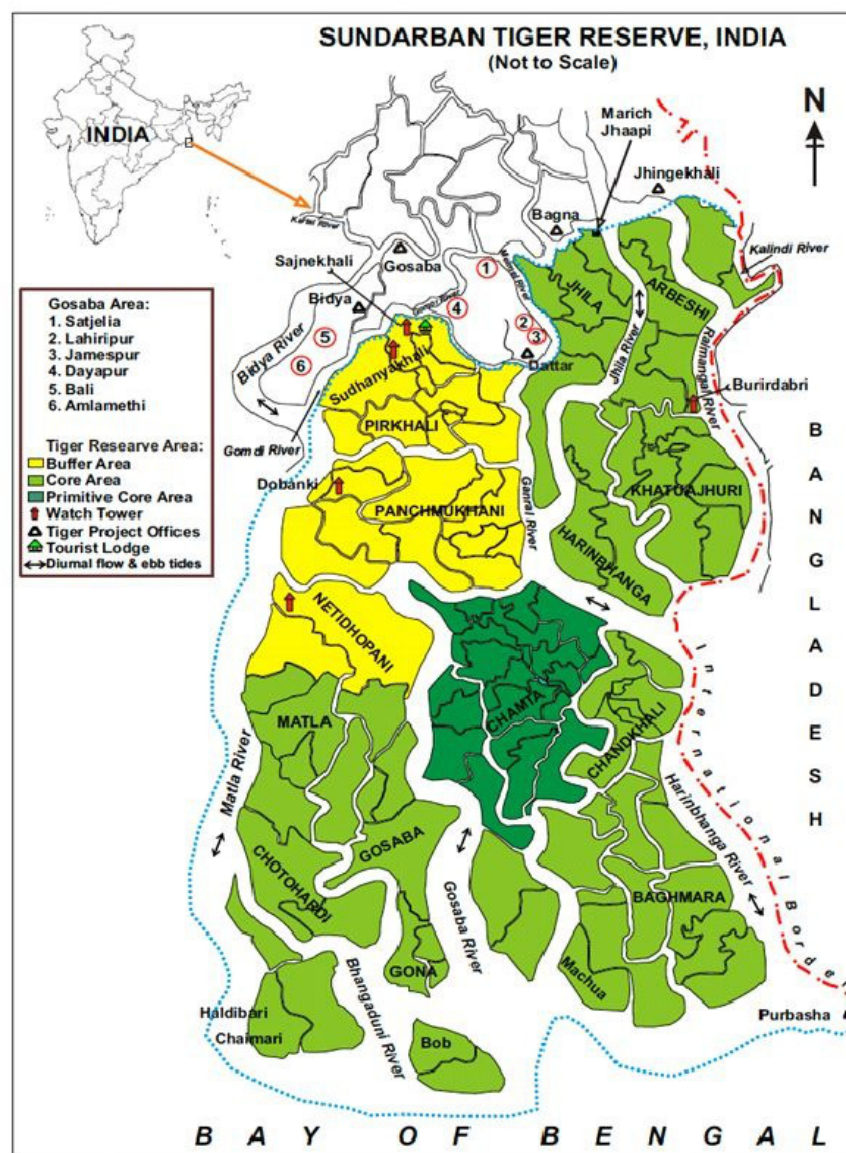 SUNDARBAN TIGER RESERVE, INDIA
(Not to Scale)
INDIA
N
Marich
Jhaapi
Jhingekhali
Bagna
Kalindi River
Sajnekhali
Gosaba
Bidya
Bidya River
Gomdi River
Dattar
Gosaba Area:
1. Satjelia
2. Lahiripur
3. Jamespur
4. Dayapur
5. Bali
6. Amlamethi
Tiger Researve Area:
Buffer Area
Core Area
Primitive Core Area
Watch Tower
Tiger Project Offices
Tourist Lodge
Diurnal flow & ebb tides
1
2
3
4
5
6
JHILA
ARBESHI
Jhila River
Raimangal River
Burirdabri
Sudhanyakhali
PIRKHALI
Dobanki
PANCHMUKHANI
Ganral River
KHATUAJHURI
HARINBHANGA
NETIDHOPANI
MATLA
CHAMTA
CHANDKHALI
BANGLADESH
International Border
Harinbhanga River
Matla River
GOSABA
CHOTOHARDI
Gosaba River
BAGHMARA
GONA
Machua
Haldibari
Chaimari
Bhangaduni River
Bob
Purbasha
BAY OF BENGAL